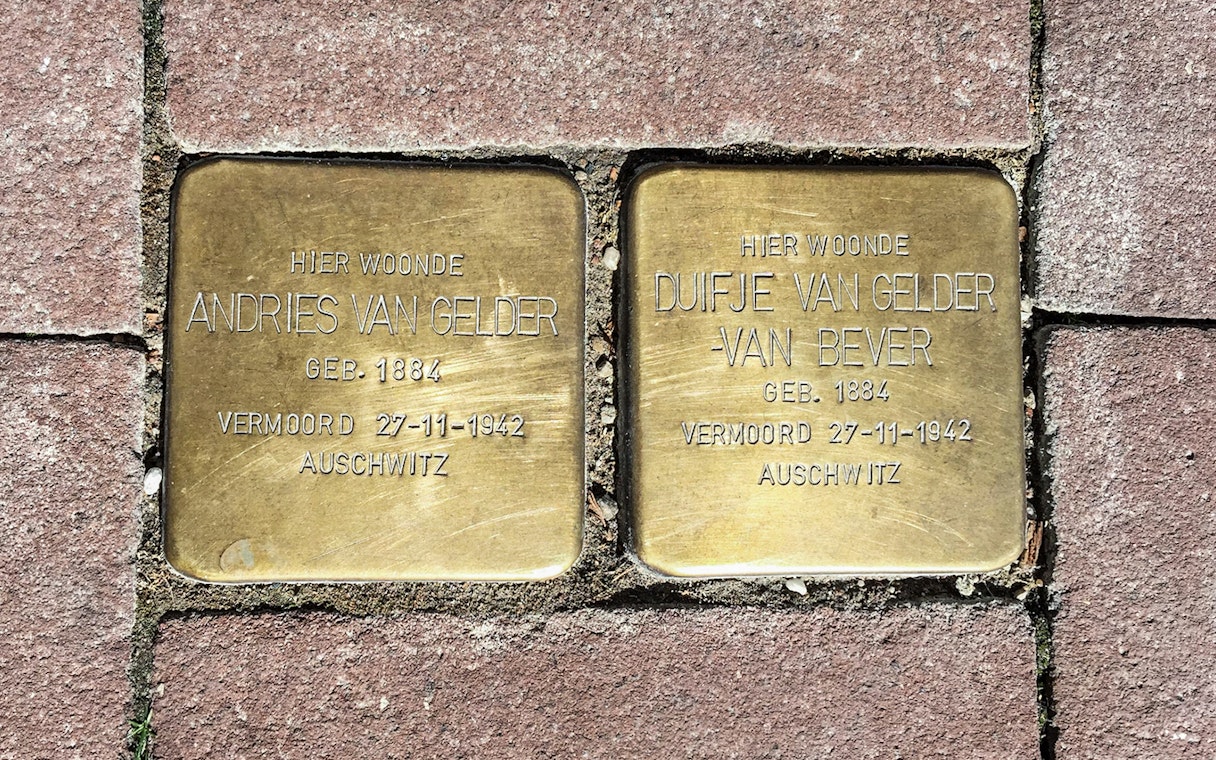 HIER WOONDE
ANDRIES VAN GELDER
GEB. 1884
VERMOORD 27-11-1942
AUSCHWITZ
HIER WOONDE
DUIFJE VAN GELDER
-VAN BEVER
GEB. 1884
VERMOORD 27-11-1942
AUSCHWITZ